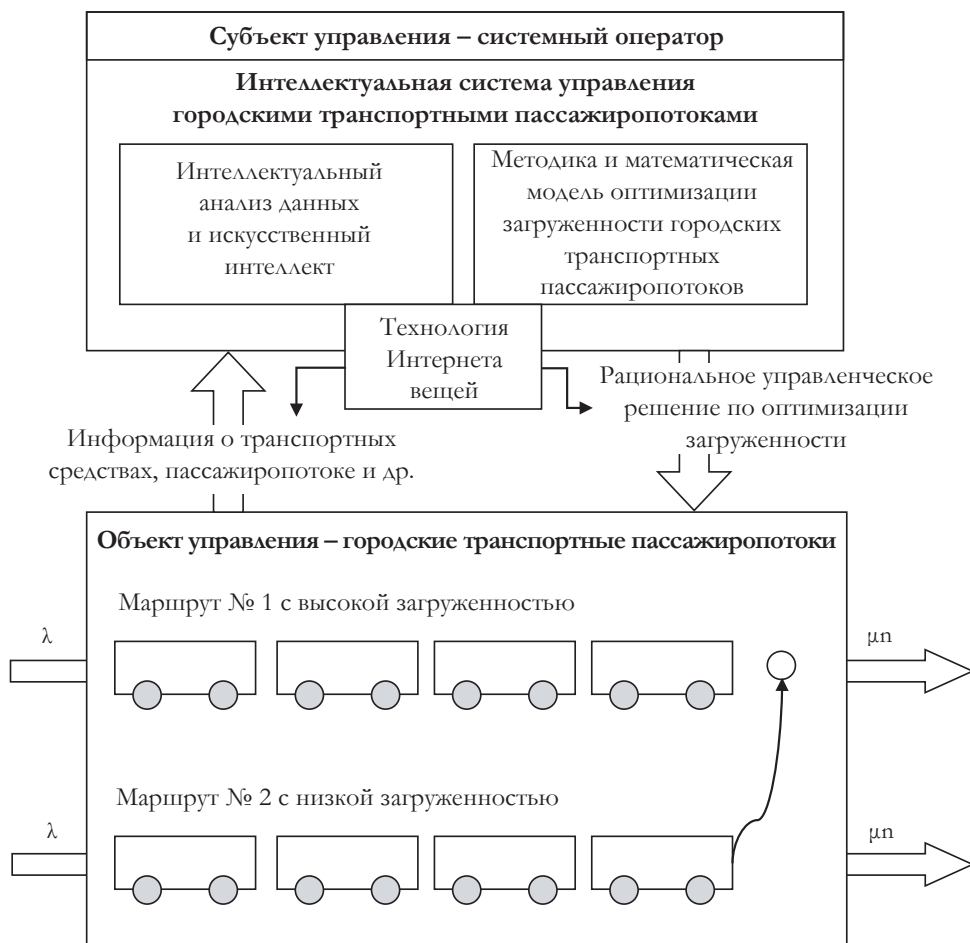 Субъект управления – системный оператор
Интеллектуальная система управления
городскими транспортными пассажиропотоками
Интеллектуальный
анализ данных
и искусственный
интеллект
Методика и математическая
модель оптимизации
загруженности городских
транспортных
пассажиропотоков
Технология
Интернета
вещей
Информация о транспортных
средствах, пассажиропотоке и др.
Рациональное управленческое
решение по оптимизации
загруженности
Объект управления – городские транспортные пассажиропотоки
Маршрут № 1 с высокой загруженностью
λ
μn
Маршрут № 2 с низкой загруженностью
λ
μn